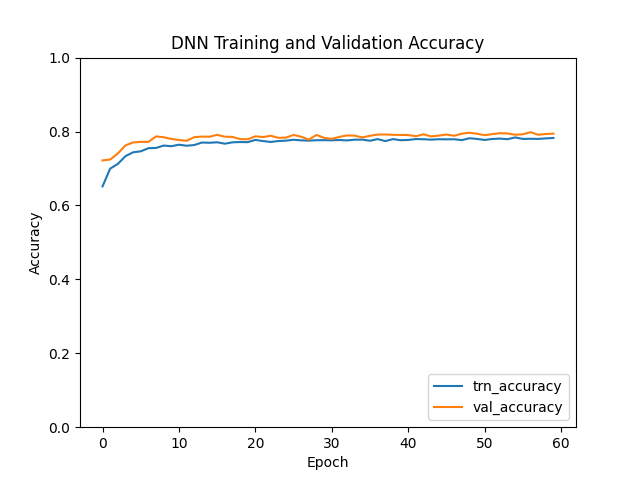 DNN Training and Validation Accuracy
1.0
0.8
0.6
0.4
0.2
0.0
Accuracy
trn_accuracy
val_accuracy
0 10 20 30 40 50 60
Epoch